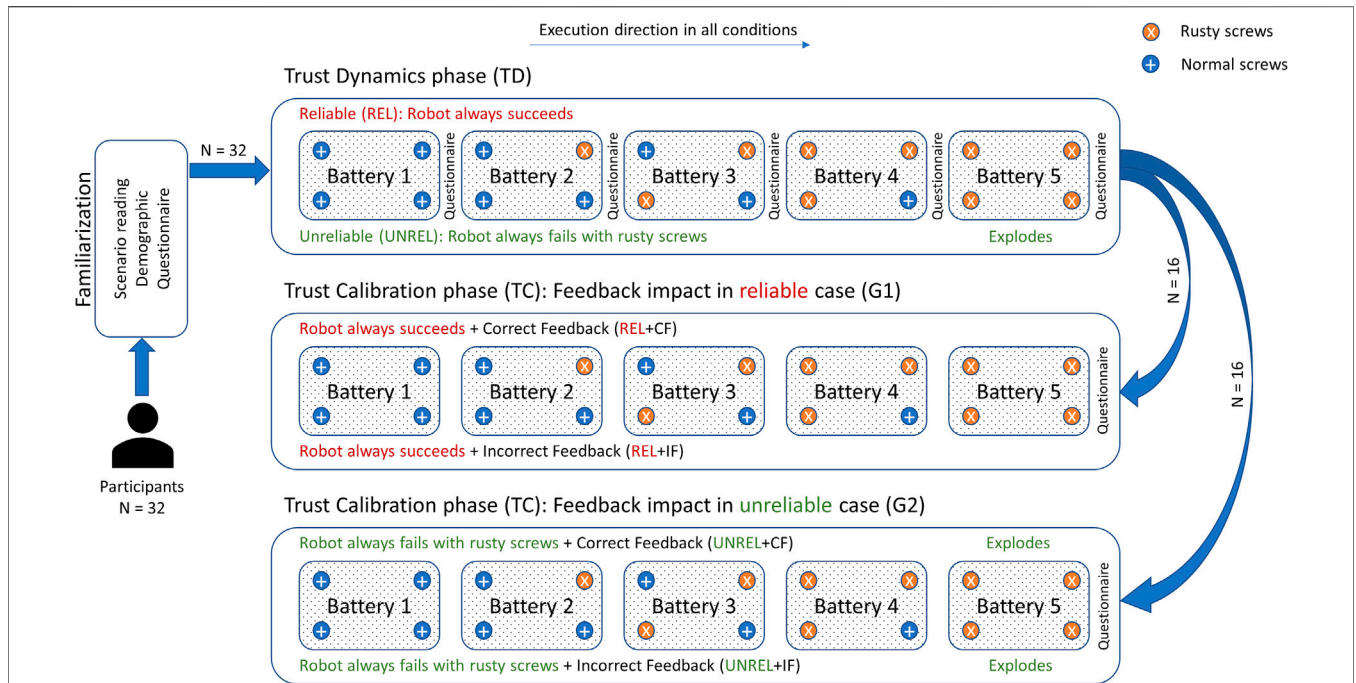 Execution direction in all conditions
Rusty screws
Normal screws
Trust Dynamics phase (TD)
Reliable (REL): Robot always succeeds
Battery 1
Questionnaire
Battery 2
Questionnaire
Battery 3
Questionnaire
Battery 4
Questionnaire
Battery 5
Questionnaire
Unreliable (UNREL): Robot always fails with rusty screws
Explodes
N = 32
Familiarization
Scenario reading
Demographic
Questionnaire
Participants
N = 32
N = 16
N = 16
Trust Calibration phase (TC): Feedback impact in reliable case (G1)
Robot always succeeds + Correct Feedback (REL+CF)
Battery 1
Battery 2
Battery 3
Battery 4
Battery 5
Questionnaire
Robot always succeeds + Incorrect Feedback (REL+IF)
Trust Calibration phase (TC): Feedback impact in unreliable case (G2)
Robot always fails with rusty screws + Correct Feedback (UNREL+CF)
Explodes
Battery 1
Battery 2
Battery 3
Battery 4
Battery 5
Questionnaire
Robot always fails with rusty screws + Incorrect Feedback (UNREL+IF)
Explodes